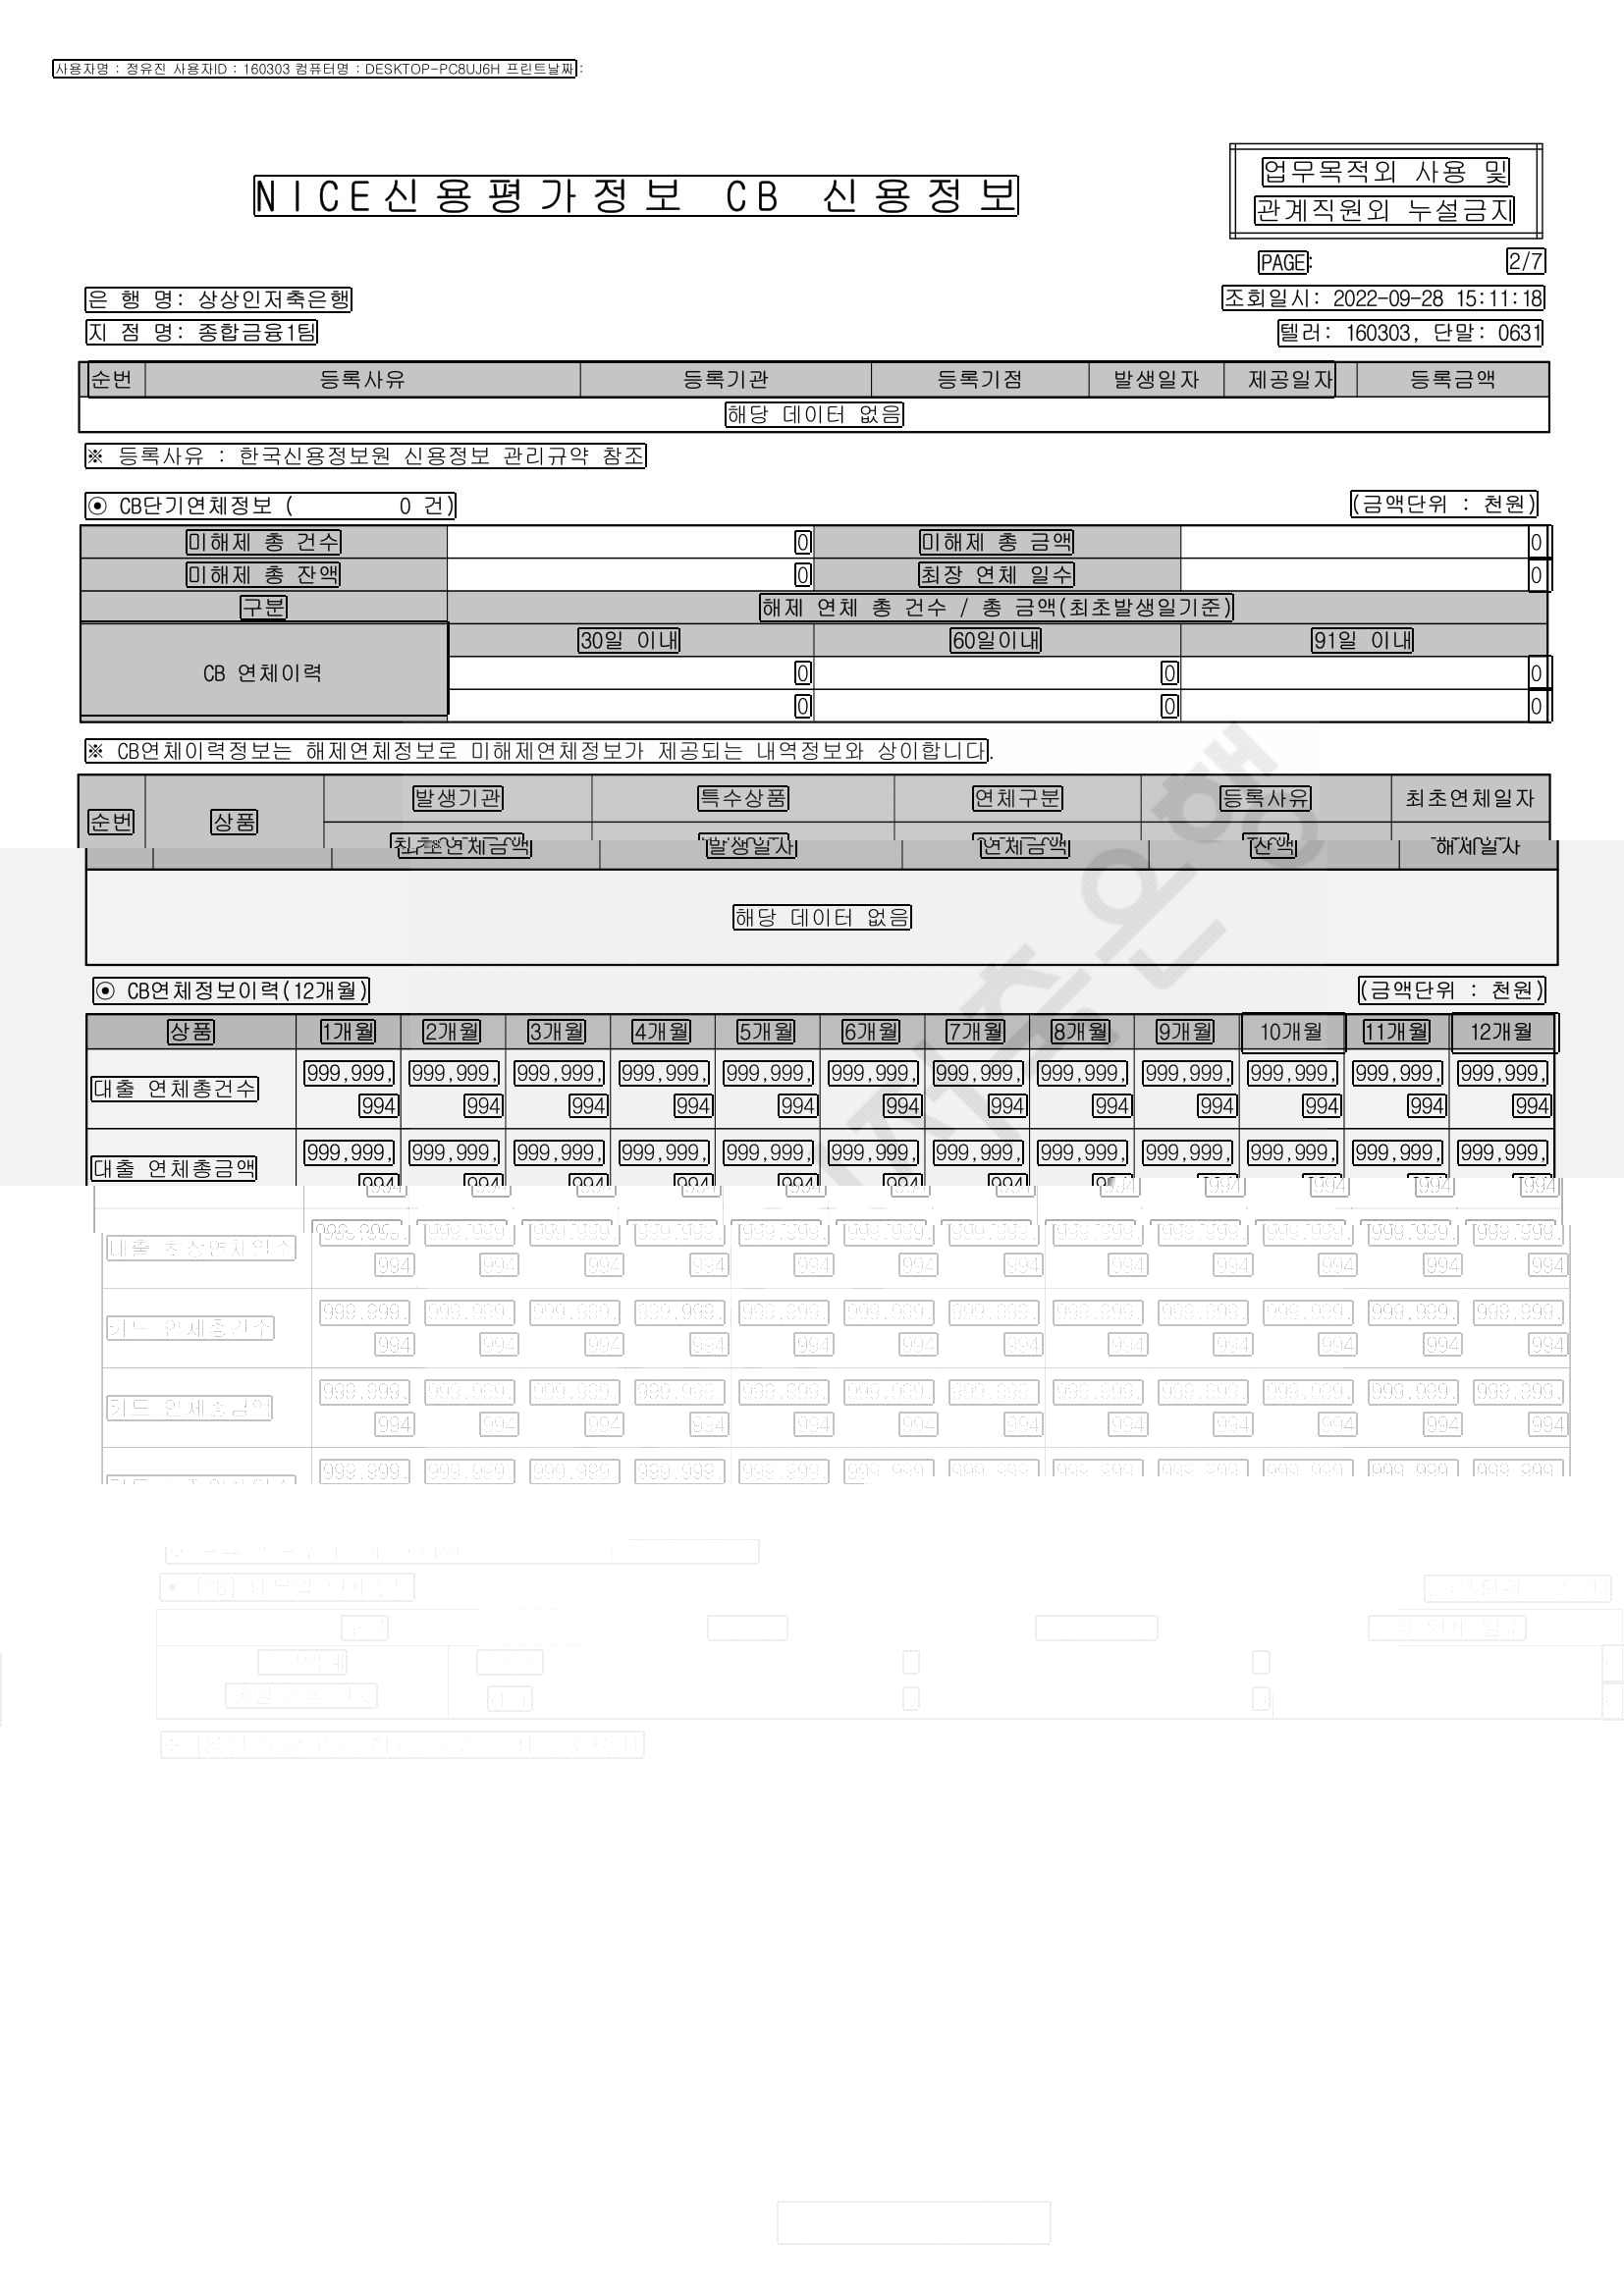 사용자명 : 정유진 사용자ID : 160303 컴퓨터명 : DESKTOP-PC8UJ6H 프린트날짜:
업무목적외 사용 및
NICE신용평가정보 CB 신용정보
관계직원외 누설금지
PAGE: 2/7
은 행 명: 상상인저축은행 조회일시: 2022-09-28 15:11:18
지 점 명: 종합금융1팀 텔러: 160303, 단말: 0631
순번 등록사유 등록기관 등록기점 발생일자 제공일자 등록금액
해당 데이터 없음
※ 등록사유 : 한국신용정보원 신용정보 관리규약 참조
⊙ CB단기연체정보 ( 0 건) (금액단위 : 천원)
미해제 총 건수 0 미해제 총 금액 0
미해제 총 잔액 0 최장 연체 일수 0
구분 해제 연체 총 건수 / 총 금액(최초발생일기준)
30일 이내 60일이내 91일 이내
CB 연체이력 0 0 0
0 0 0
※ CB연체이력정보는 해제연체정보로 미해제연체정보가 제공되는 내역정보와 상이합니다.
순번 상품 발생기관 특수상품 연체구분 등록사유 최초연체일자
최초연체금액 발생일자 연체금액 잔액 해제일자
해당 데이터 없음
⊙ CB연체정보이력(12개월) (금액단위 : 천원)
상품 1개월 2개월 3개월 4개월 5개월 6개월 7개월 8개월 9개월 10개월 11개월 12개월
대출 연체총건수 999,999, 999,999, 999,999, 999,999, 999,999, 999,999, 999,999, 999,999, 999,999, 999,999, 999,999, 999,999,
994 994 994 994 994 994 994 994 994 994 994 994
대출 연체총금액 999,999, 999,999, 999,999, 999,999, 999,999, 999,999, 999,999, 999,999, 999,999, 999,999, 999,999, 999,999,
994 994 994 994 994 994 994 994 994 994 994 994
999,999, 999,999, 999,999, 999,999, 999,999, 999,999, 999,999, 999,999, 999,999, 999,999, 999,999, 999,999,
994 994 994 994 994 994 994 994 994 994 994 994
카드 연체총건수 999,999, 999,999, 999,999, 999,999, 999,999, 999,999, 999,999, 999,999, 999,999, 999,999, 999,999, 999,999,
994 994 994 994 994 994 994 994 994 994 994 994
카드 연체총금액 999,999, 999,999, 999,999, 999,999, 999,999, 999,999, 999,999, 999,999, 999,999, 999,999, 999,999, 999,999,
994 994 994 994 994 994 994 994 994 994 994 994
999,999, 999,999, 999,999, 999,999, 999,999, 999,999, 999,999, 999,999, 999,999, 999,999, 999,999, 999,999,
저축은행